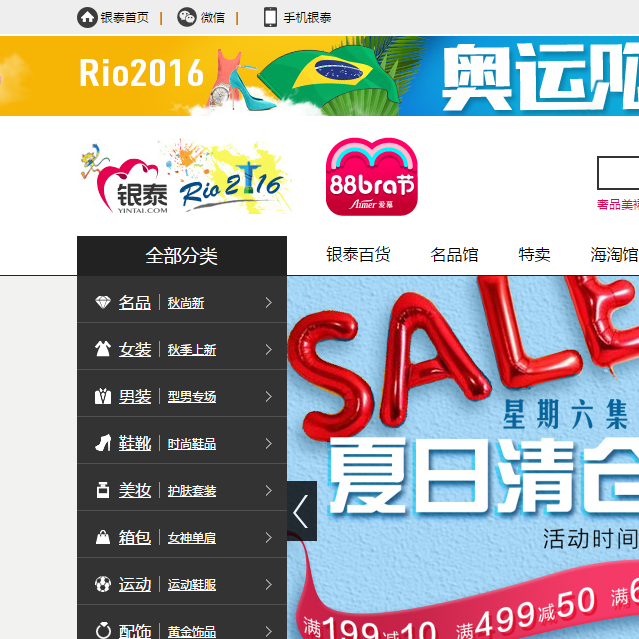 银泰首页 | 微信 | 手机银泰
Rio2016 奥运
银泰 Rio2016
YINTAI.COM
88bra节
Aimer 爱慕
奢品美裙
全部分类 银泰百货 名品馆 特卖 海淘馆
名品 | 秋尚新
女装 | 秋季上新
男装 | 型男专场
鞋靴 | 时尚鞋品
美妆 | 护肤套装
箱包 | 女神单肩
运动 | 运动鞋服
配饰 | 黄金饰品
SALE
星期六集
夏日清仓
活动时间
满199减10 满499减50 满6